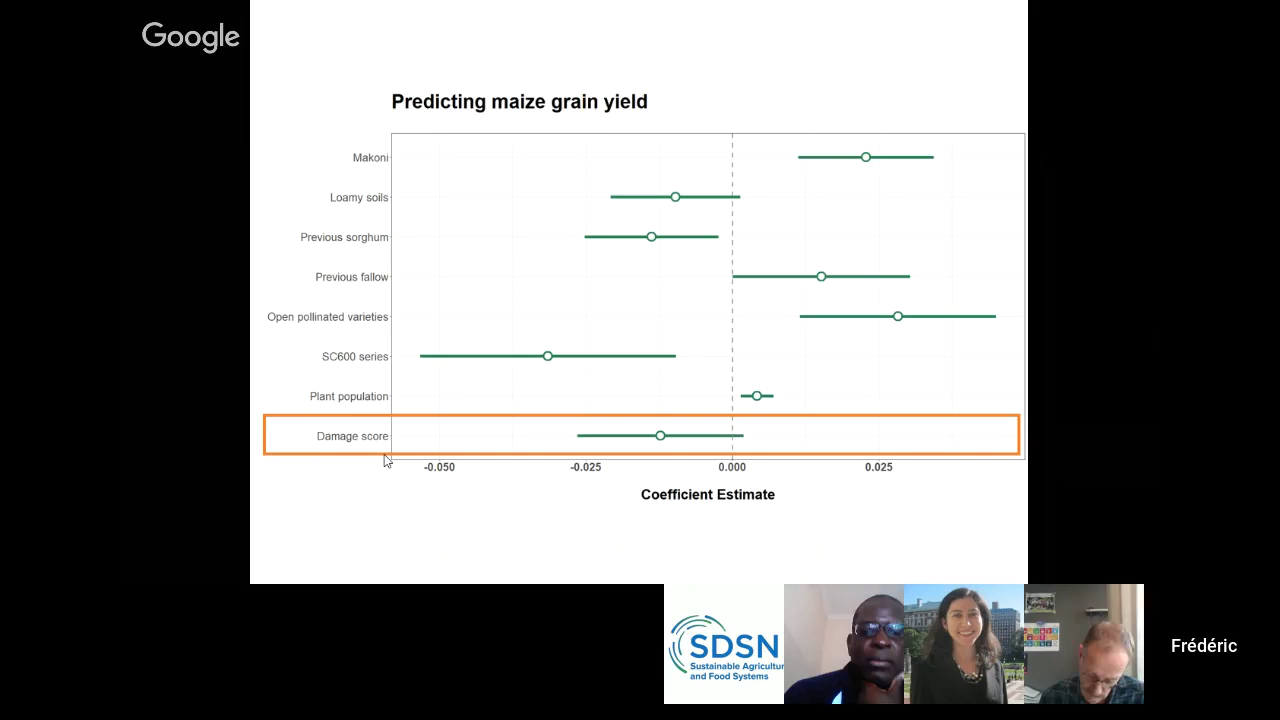 Google
Predicting maize grain yield
Makoni
Loamy soils
Previous sorghum
Previous fallow
Open pollinated varieties
SC600 series
Plant population
Damage score
-0.050 -0.025 0.000 0.025
Coefficient Estimate
SDSN
Sustainable Agricultur
and Food Systems
Frédéric